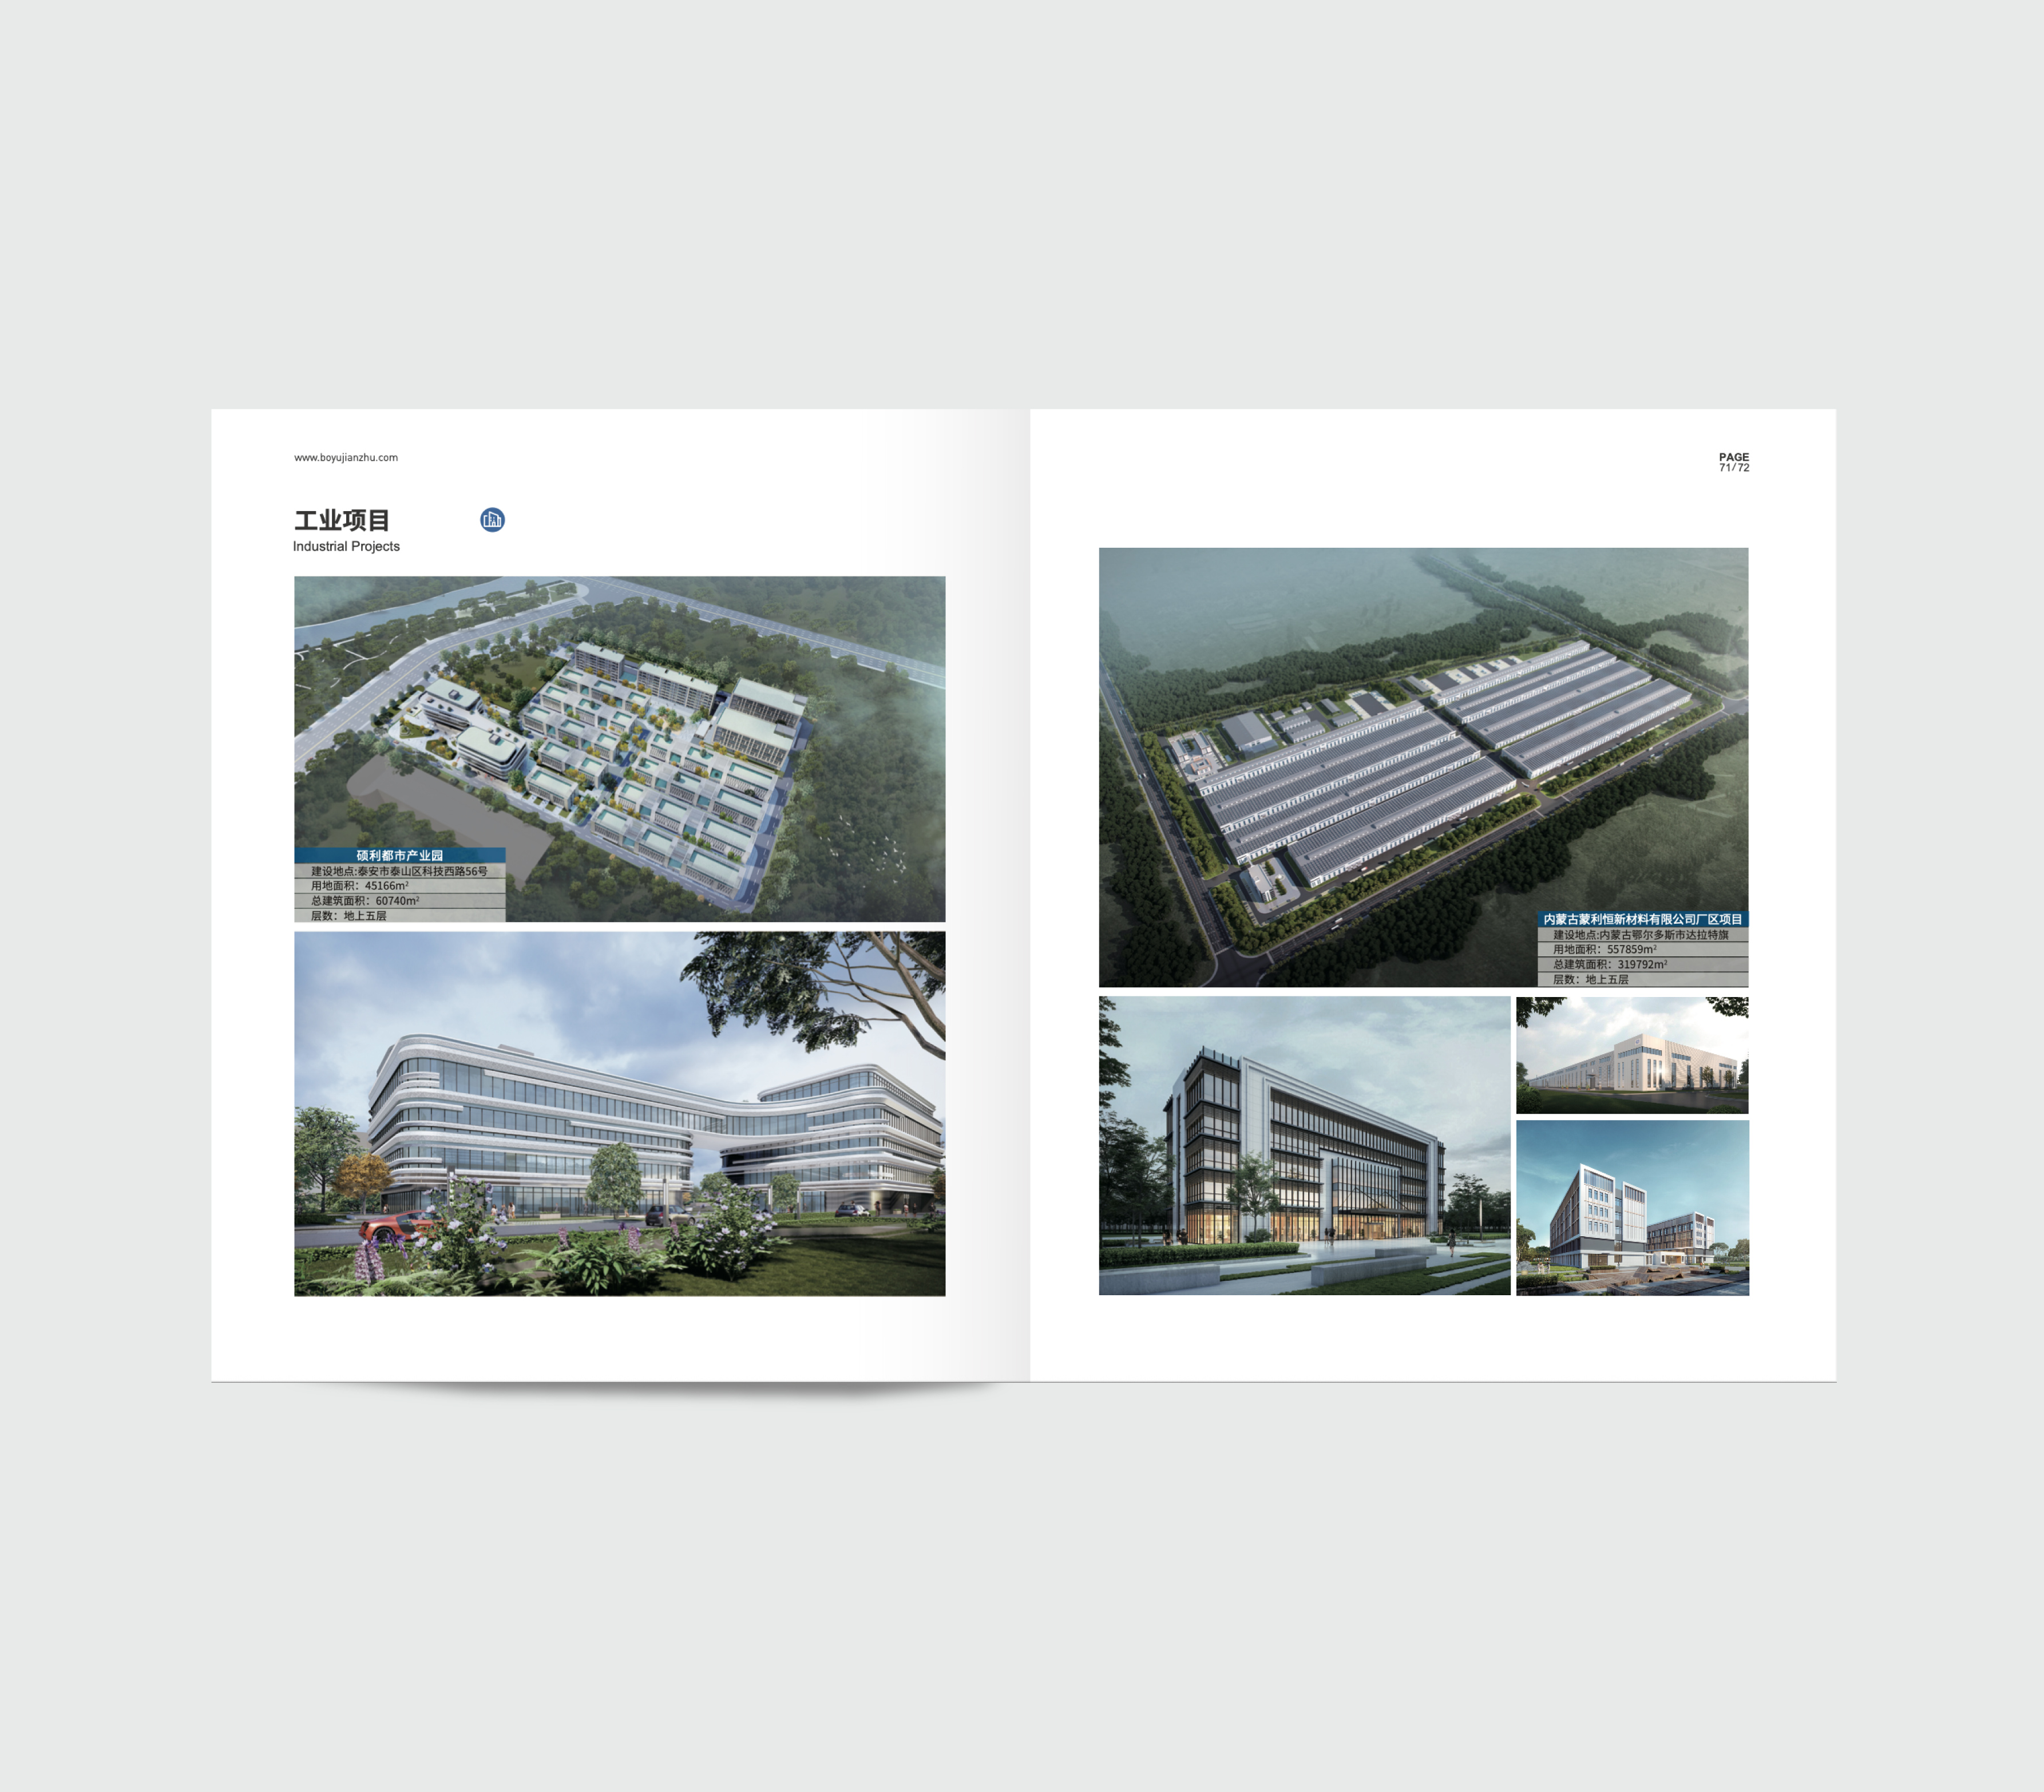 www.boyujianzhu.com
工业项目
Industrial Projects
硕利都市产业园
建设地点:泰安市泰山区科技西路56号
用地面积：45166m²
总建筑面积：60740m²
层数：地上五层
PAGE
71/72
内蒙古蒙利恒新材料有限公司厂区项目
建设地点:内蒙古鄂尔多斯市达拉特旗
用地面积：557859m²
总建筑面积：319792m²
层数：地上五层